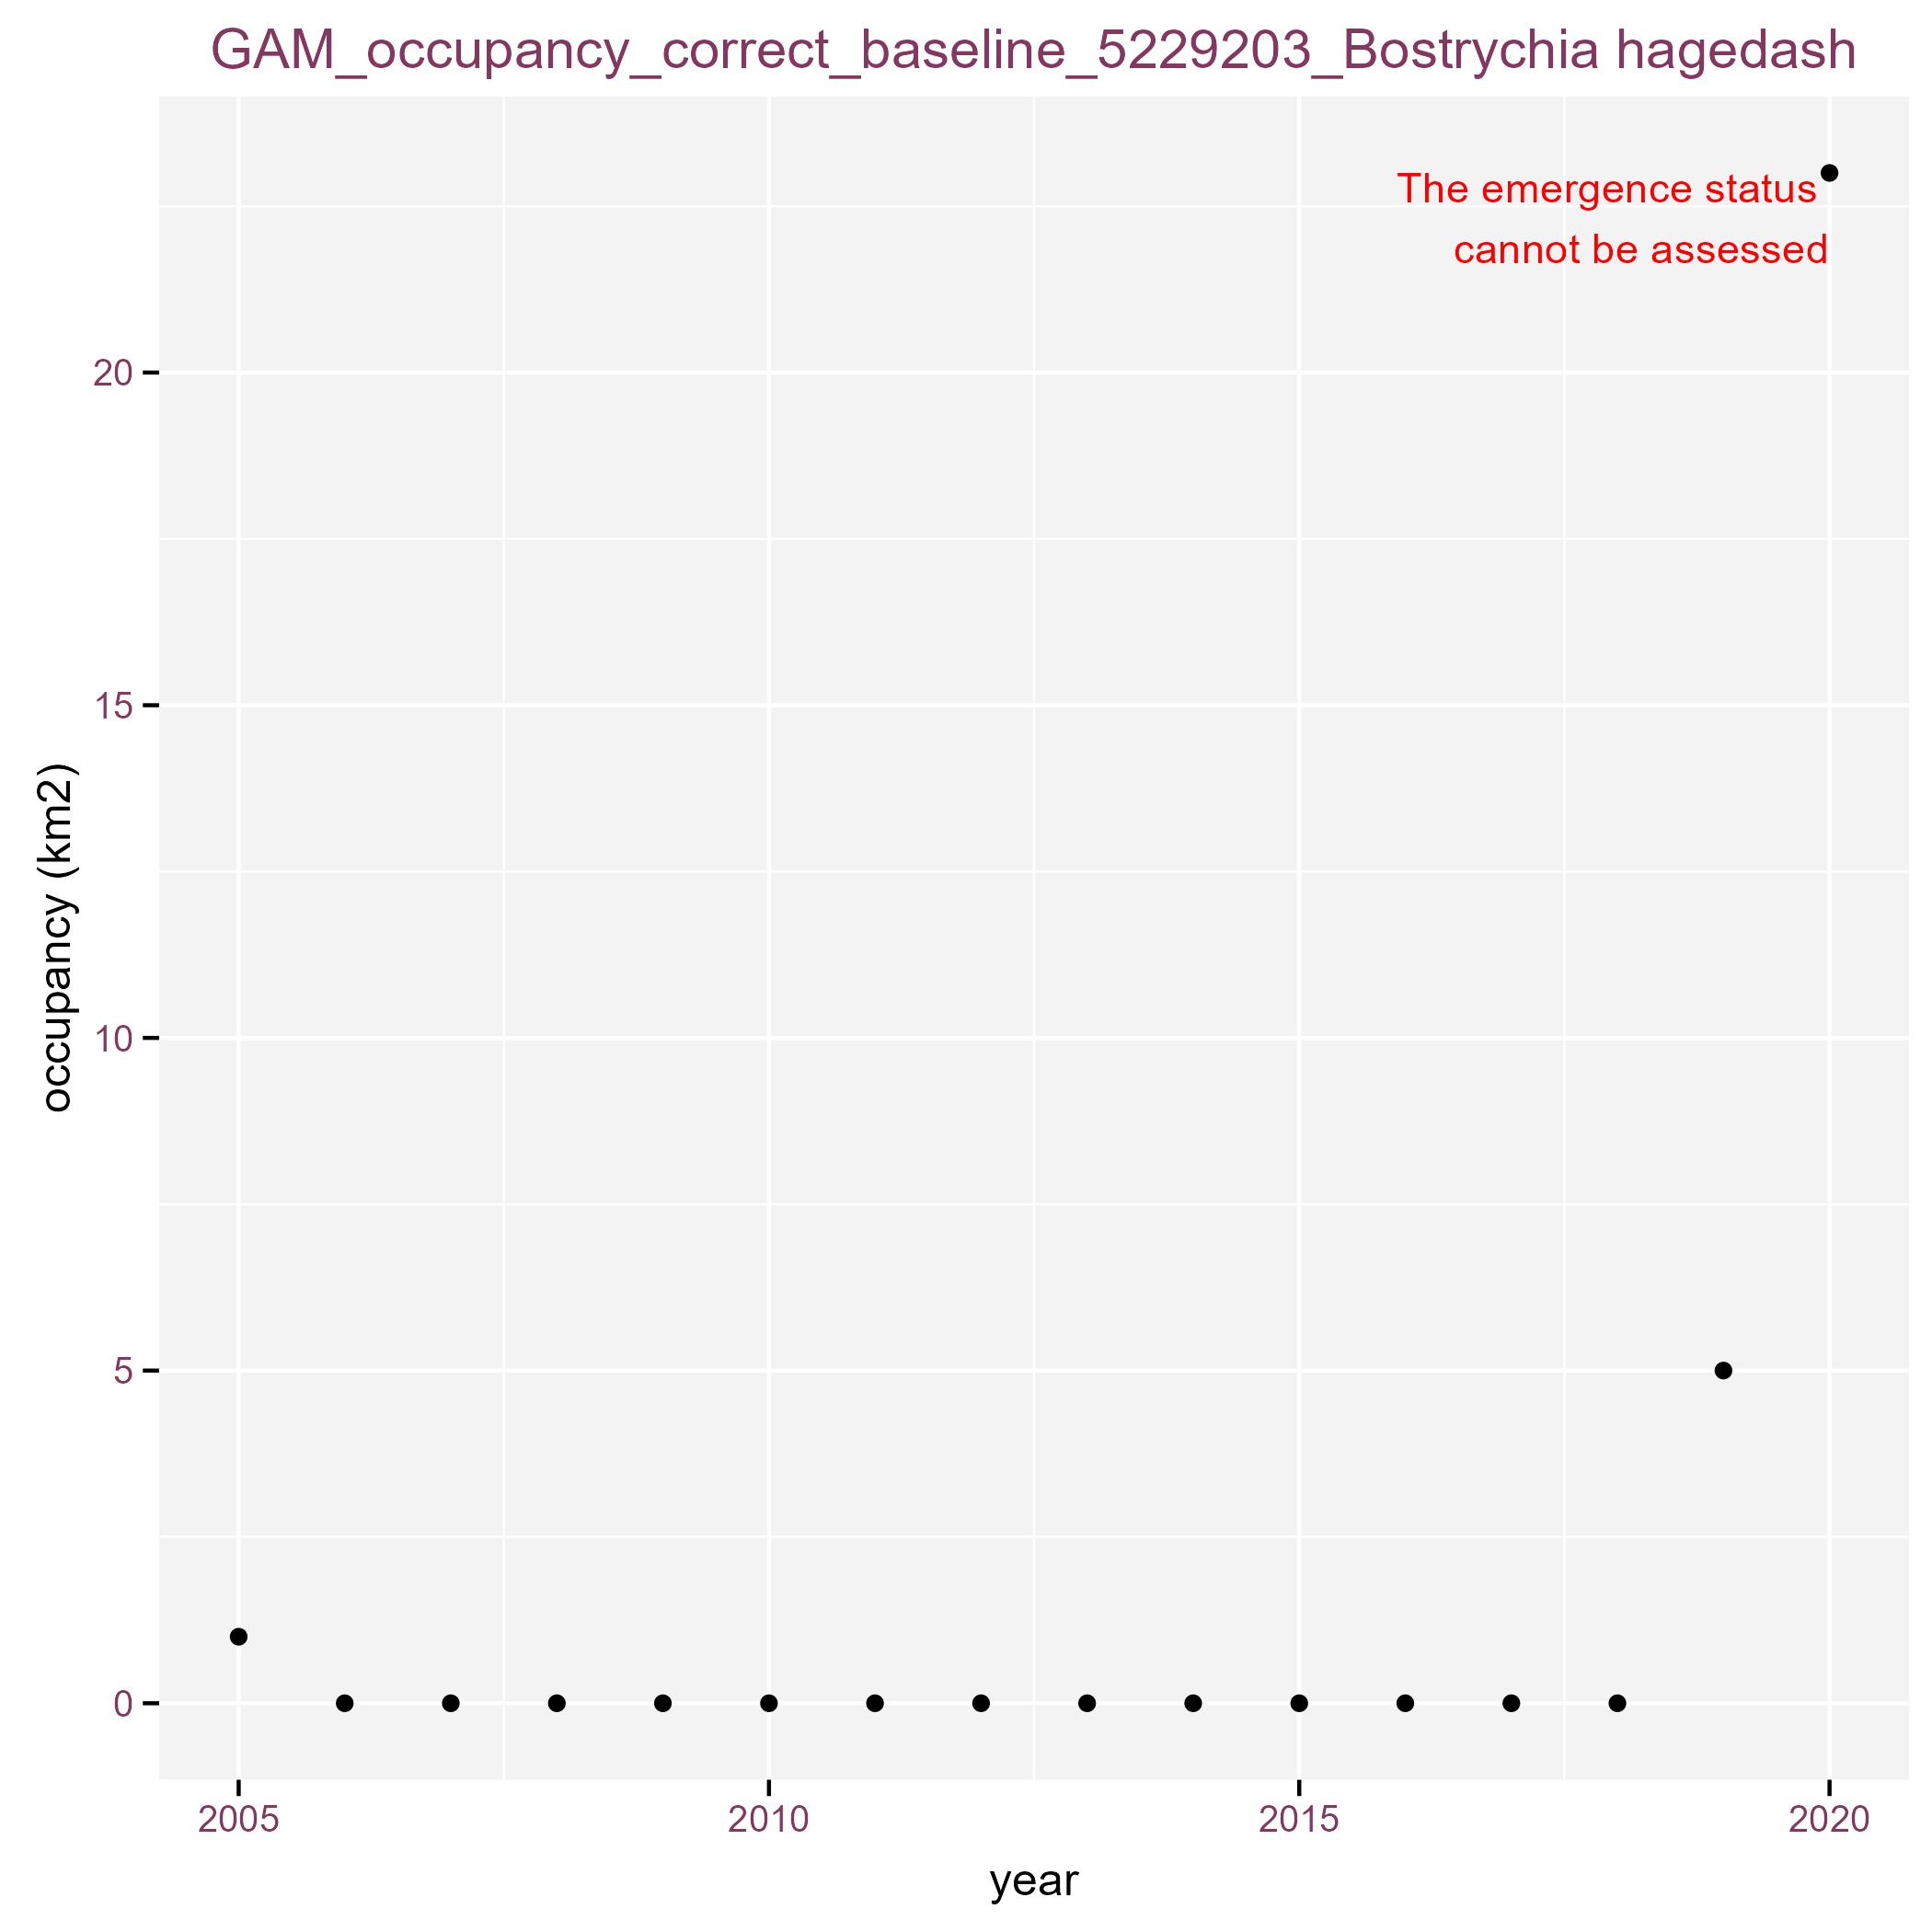 GAM_occupancy_correct_baseline_5229203_Bostrychia hagedash
The emergence status
cannot be assessed
20
15
10
5
0
occupancy (km2)
2005 2010 2015 2020
year